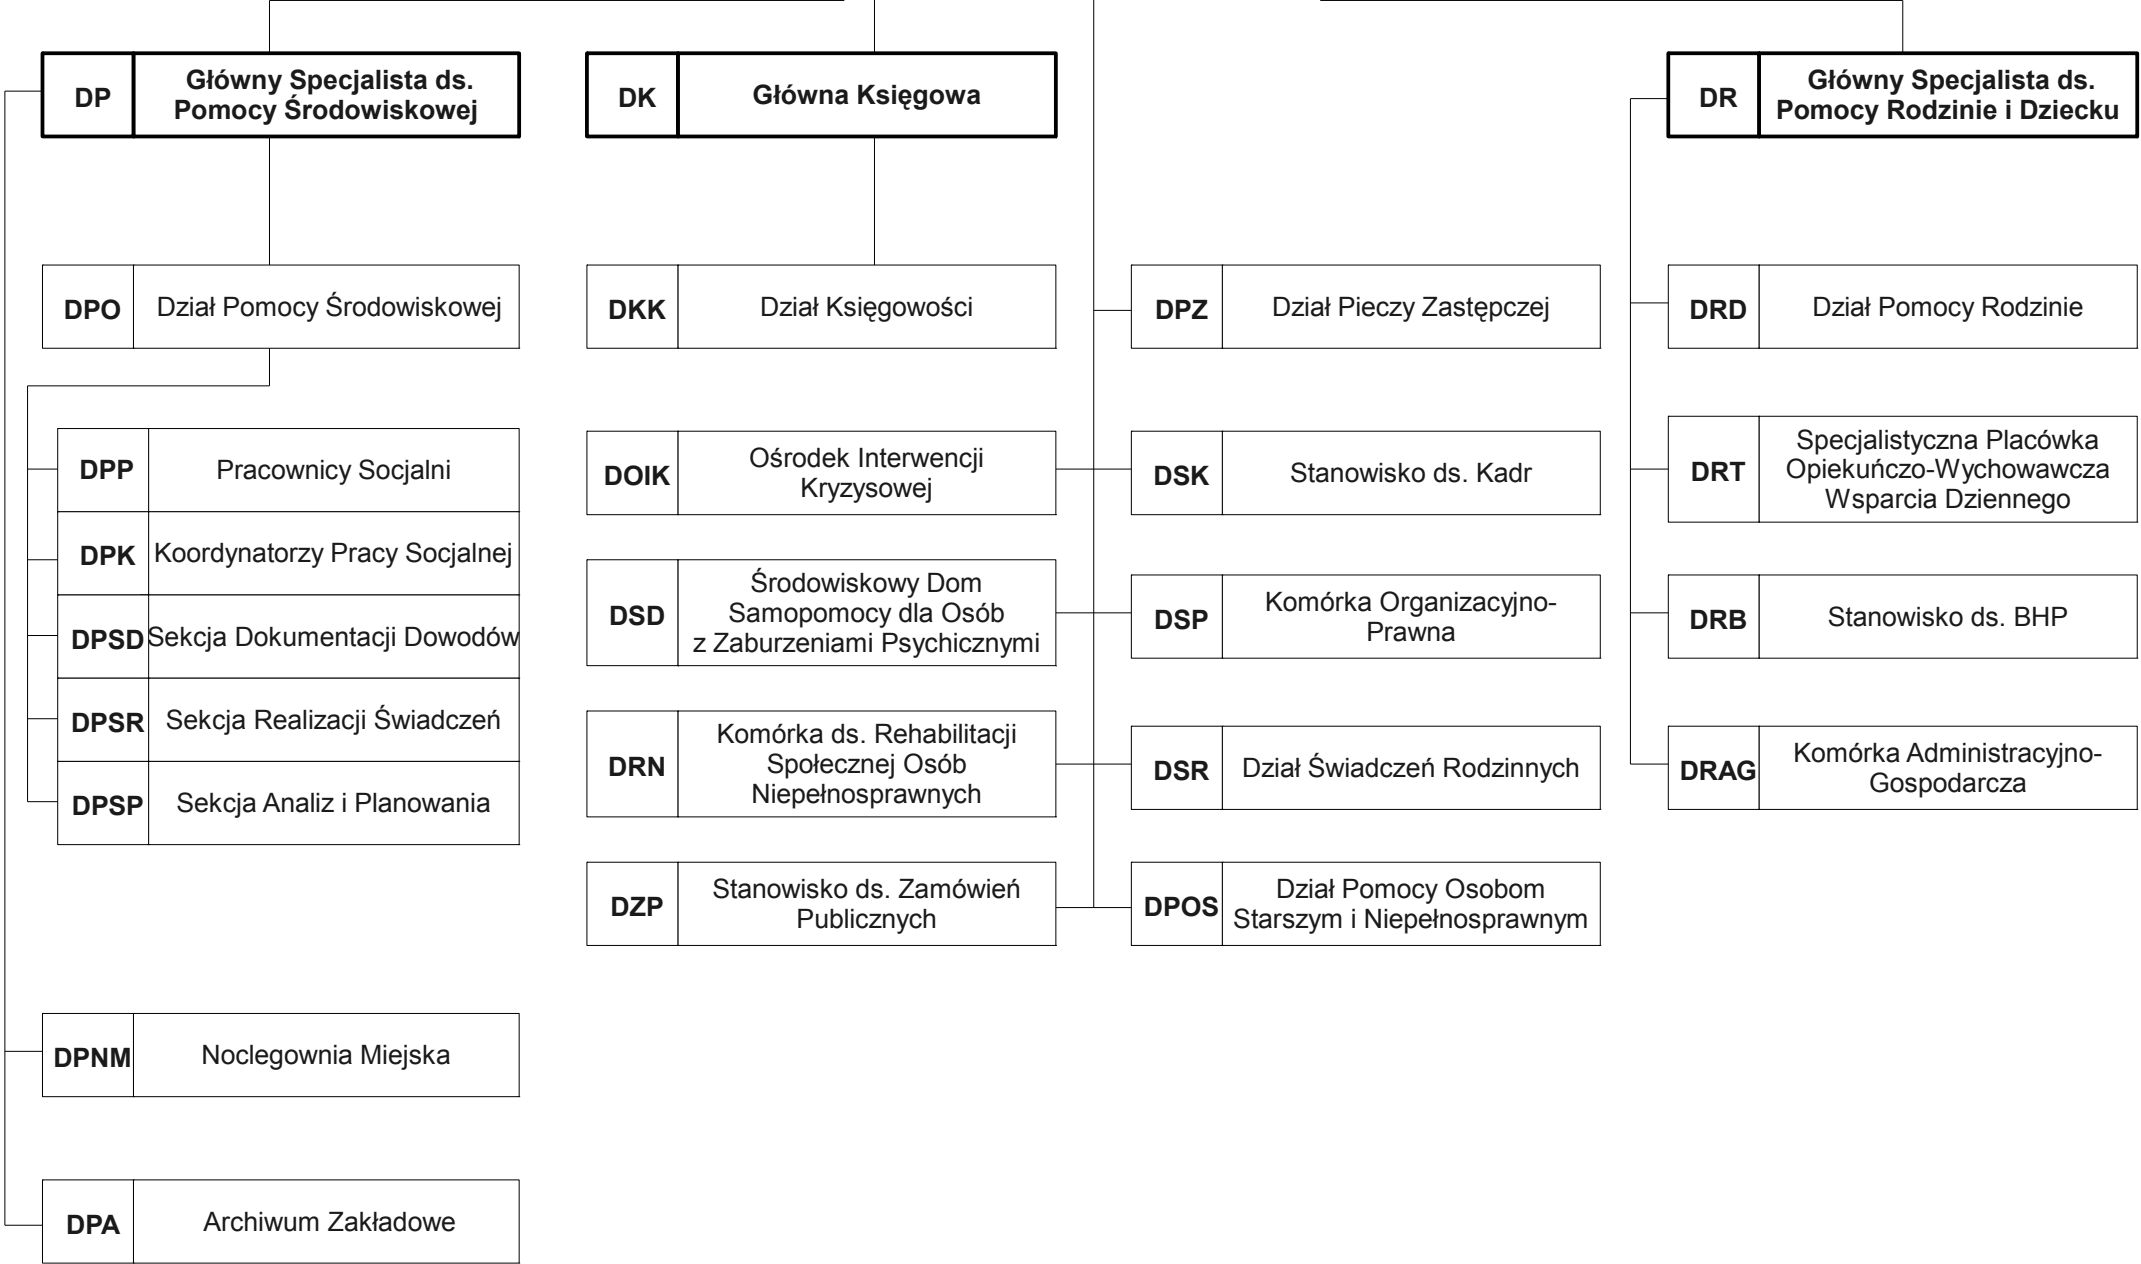 DP
Główny Specjalista ds.
Pomocy Środowiskowej
DK
Główna Księgowa
DR
Główny Specjalista ds.
Pomocy Rodzinie i Dziecku
DPO
Dział Pomocy Środowiskowej
DKK
Dział Księgowości
DPZ
Dział Pieczy Zastępczej
DRD
Dział Pomocy Rodzinie
DPP
Pracownicy Socjalni
DPK
Koordynatorzy Pracy Socjalnej
DPSD
Sekcja Dokumentacji Dowodów
DPSR
Sekcja Realizacji Świadczeń
DPSP
Sekcja Analiz i Planowania
DOIK
Ośrodek Interwencji
Kryzysowej
DSK
Stanowisko ds. Kadr
DRT
Specjalistyczna Placówka
Opiekuńczo-Wychowawcza
Wsparcia Dziennego
DSD
Środowiskowy Dom
Samopomocy dla Osób
z Zaburzeniami Psychicznymi
DSP
Komórka Organizacyjno-
Prawna
DRB
Stanowisko ds. BHP
DRN
Komórka ds. Rehabilitacji
Społecznej Osób
Niepełnosprawnych
DSR
Dział Świadczeń Rodzinnych
DRAG
Komórka Administracyjno-
Gospodarcza
DZP
Stanowisko ds. Zamówień
Publicznych
DPOS
Dział Pomocy Osobom
Starszym i Niepełnosprawnym
DPNM
Noclegownia Miejska
DPA
Archiwum Zakładowe